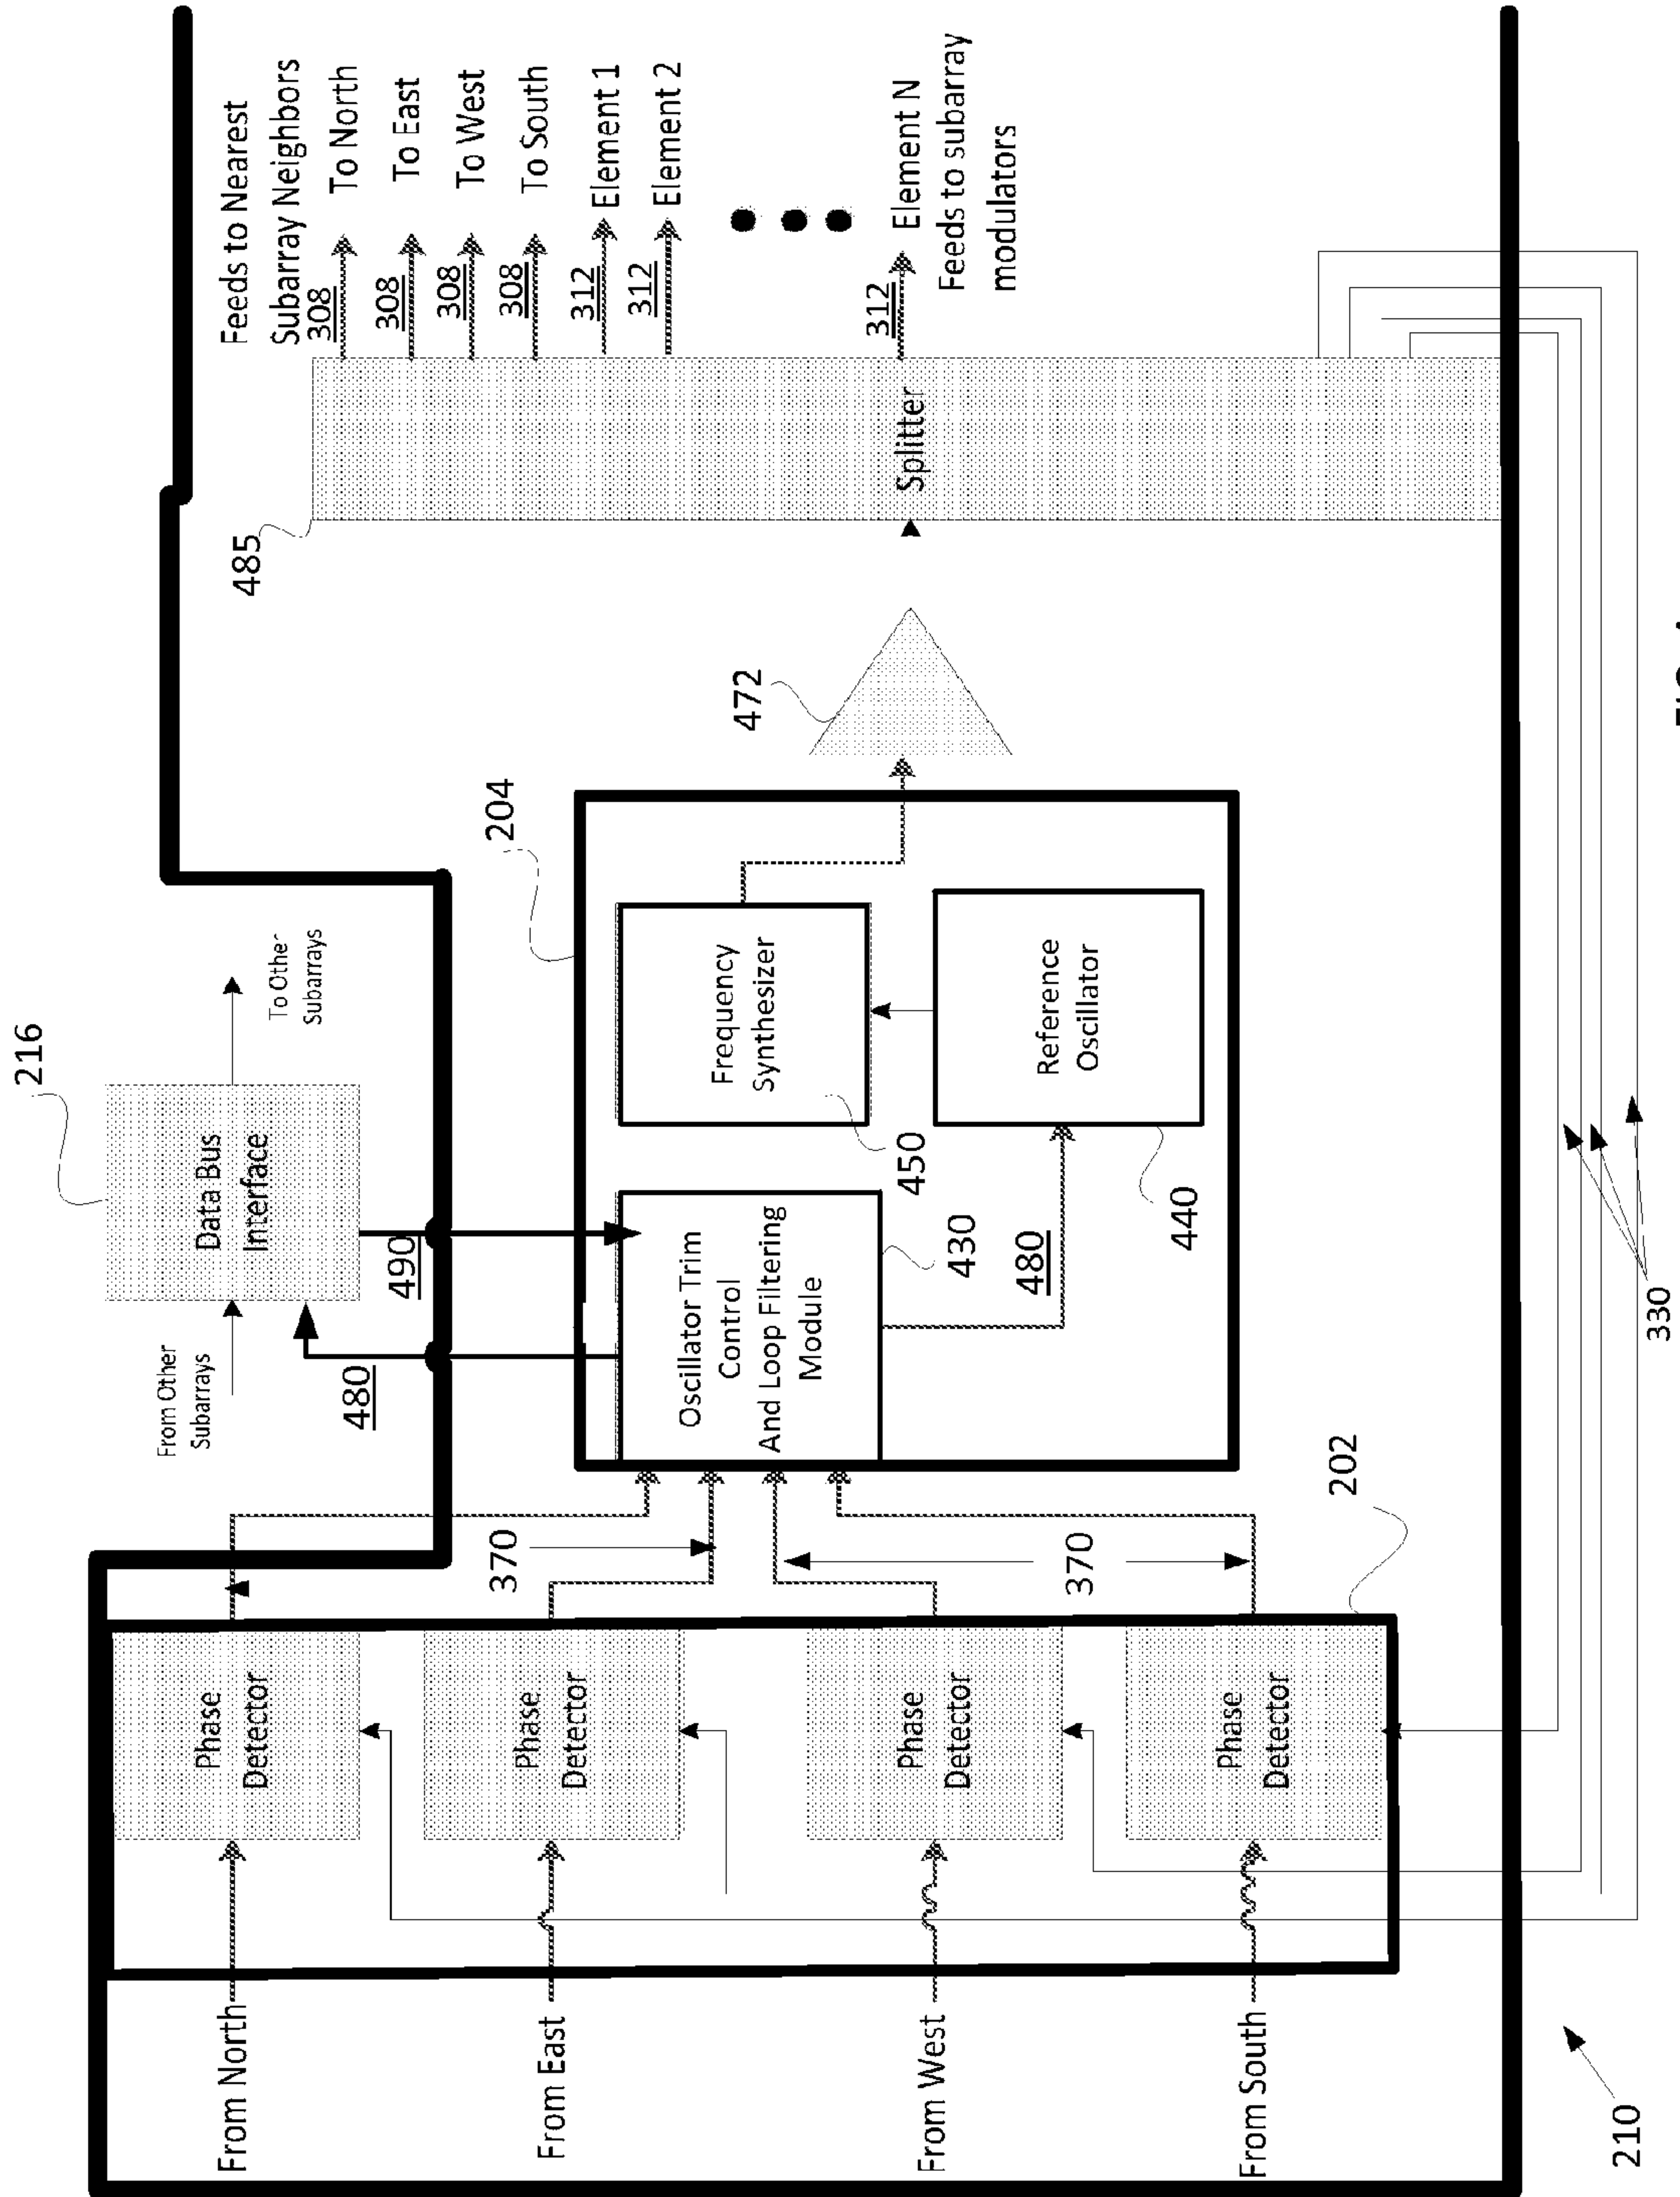 216
From Other
Subarrays
Data Bus
Interface
To Other
Subarrays
480
490
485
Feeds to Nearest
Subarray Neighbors
308
To North
308
To East
308
To West
308
To South
312
Element 1
312
Element 2
312
Element N
Feeds to subarray
modulators
From North
Phase
Detector
From East
Phase
Detector
From West
Phase
Detector
From South
Phase
Detector
370
370
202
204
Oscillator Trim
Control
And Loop Filtering
Module
430
480
Frequency
Synthesizer
450
Reference
Oscillator
440
472
Splitter
210
330